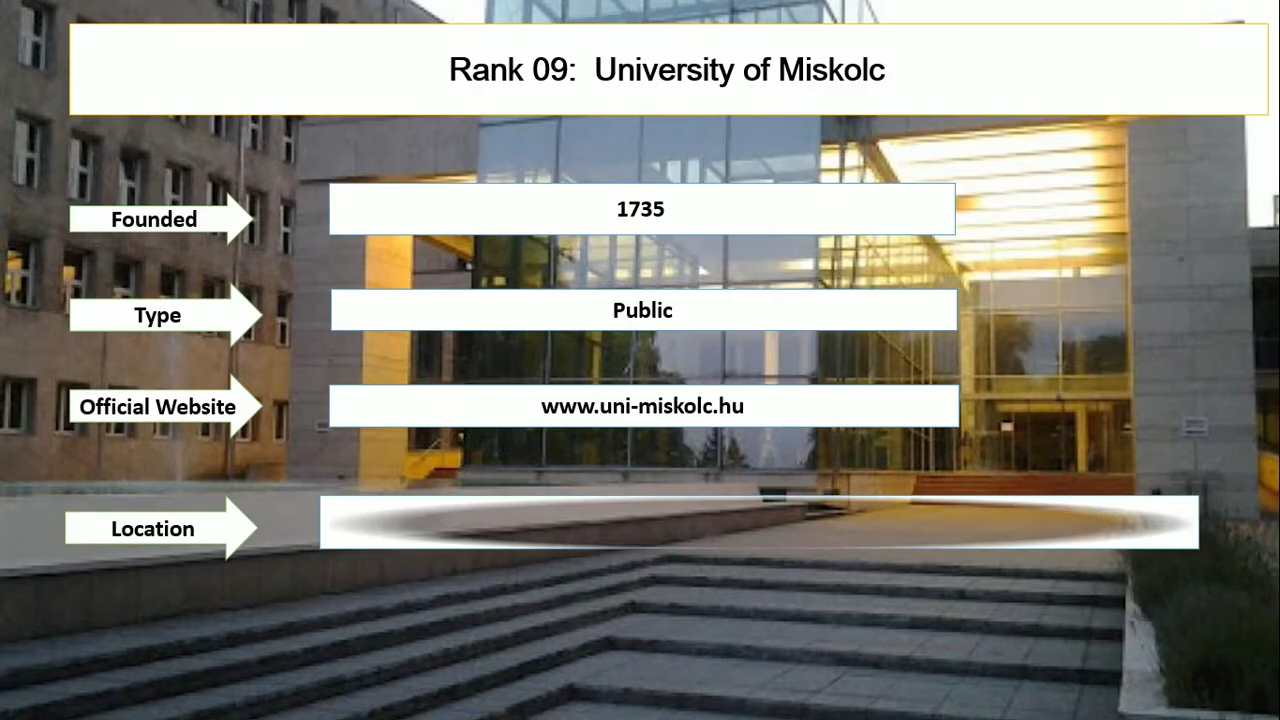 Rank 09:  University of Miskolc
Founded
1735
Type
Public
Official Website
www.uni-miskolc.hu
Location